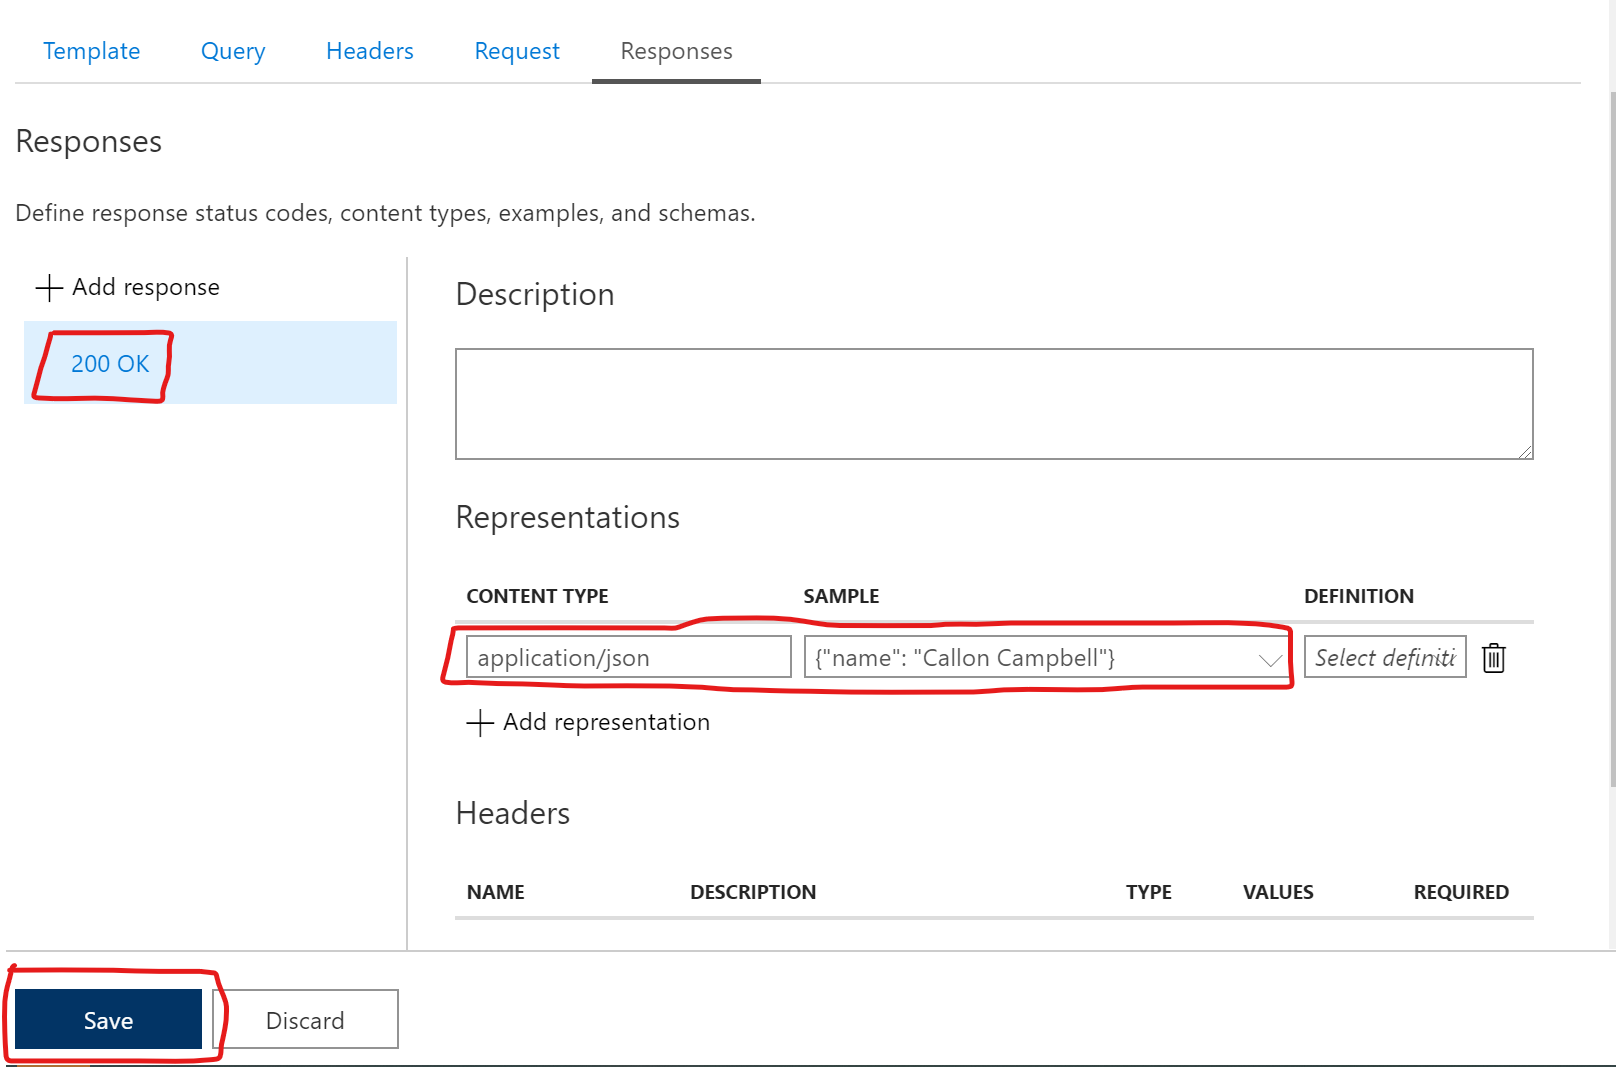 Template Query Headers Request Responses
Responses
Define response status codes, content types, examples, and schemas.
Add response
200 OK
Description
Representations
CONTENT TYPE SAMPLE DEFINITION
application/json {"name": "Callon Campbell"} Select definiti
Add representation
Headers
NAME DESCRIPTION TYPE VALUES REQUIRED
Save Discard